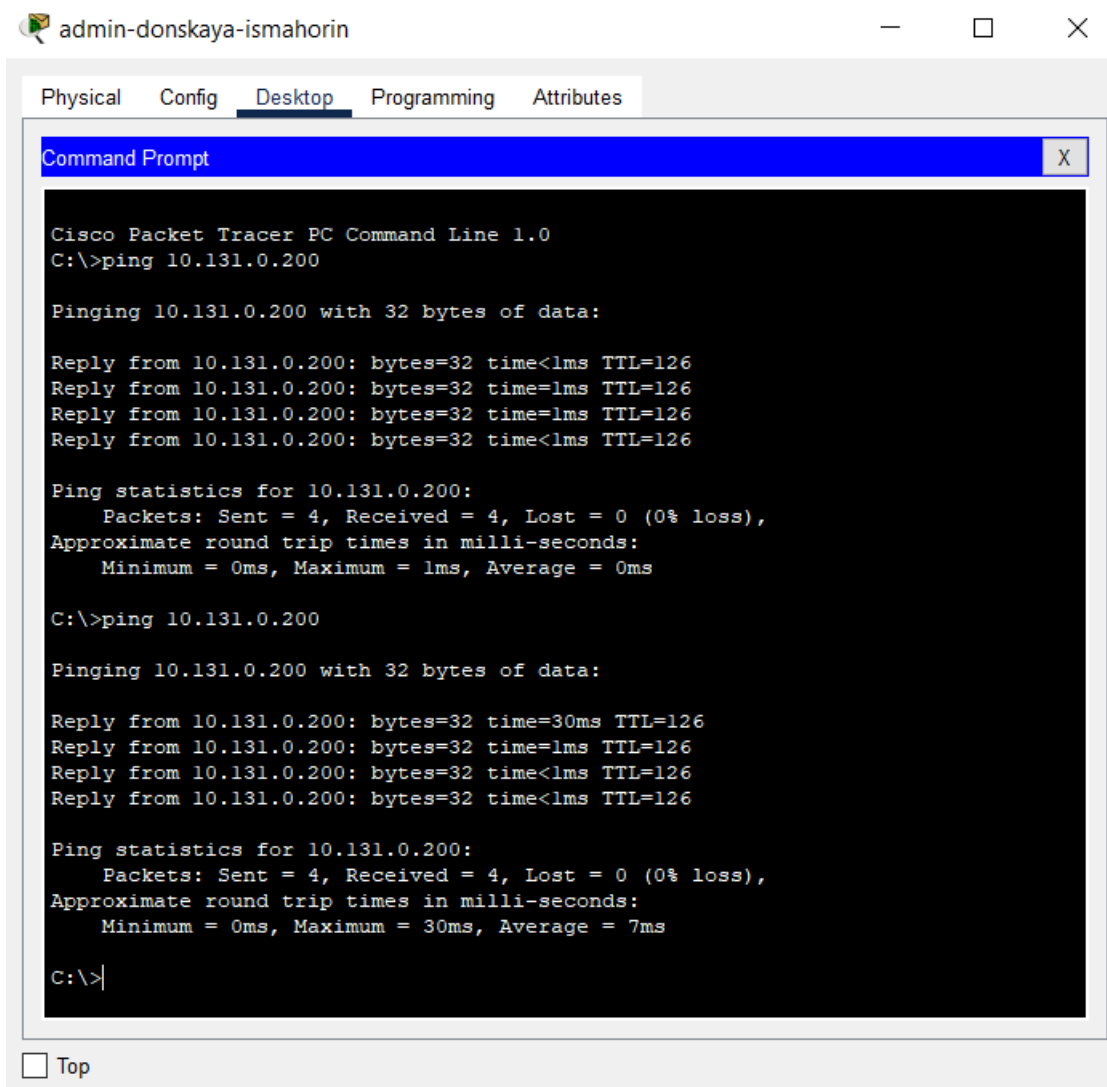 admin-donskaya-ismahorin
Physical Config Desktop Programming Attributes
Command Prompt X
Cisco Packet Tracer PC Command Line 1.0
C:\>ping 10.131.0.200
Pinging 10.131.0.200 with 32 bytes of data:
Reply from 10.131.0.200: bytes=32 time<1ms TTL=126
Reply from 10.131.0.200: bytes=32 time=1ms TTL=126
Reply from 10.131.0.200: bytes=32 time=1ms TTL=126
Reply from 10.131.0.200: bytes=32 time<1ms TTL=126
Ping statistics for 10.131.0.200:
Packets: Sent = 4, Received = 4, Lost = 0 (0% loss),
Approximate round trip times in milli-seconds:
Minimum = 0ms, Maximum = 1ms, Average = 0ms
C:\>ping 10.131.0.200
Pinging 10.131.0.200 with 32 bytes of data:
Reply from 10.131.0.200: bytes=32 time=30ms TTL=126
Reply from 10.131.0.200: bytes=32 time=1ms TTL=126
Reply from 10.131.0.200: bytes=32 time<1ms TTL=126
Reply from 10.131.0.200: bytes=32 time<1ms TTL=126
Ping statistics for 10.131.0.200:
Packets: Sent = 4, Received = 4, Lost = 0 (0% loss),
Approximate round trip times in milli-seconds:
Minimum = 0ms, Maximum = 30ms, Average = 7ms
C:\>
Top